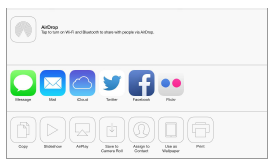 AirDrop
Tap to turn on Wi-Fi and Bluetooth to share with people via AirDrop.
Message
Mail
iCloud
Twitter
Facebook
Flickr
Copy
Slideshow
AirPlay
Save to
Camera Roll
Assign to
Contact
Use as
Wallpaper
Print